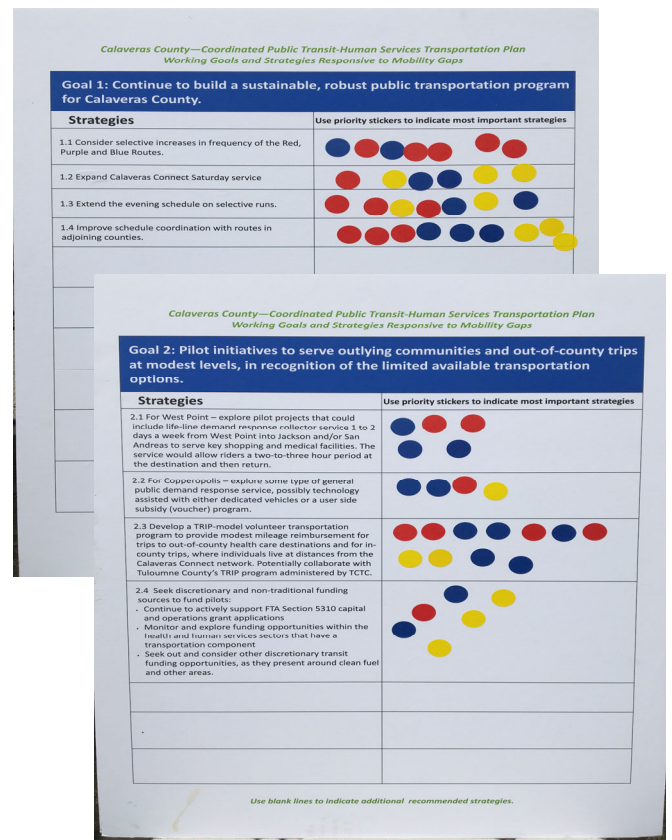 Calaveras County—Coordinated Public Transit-Human Services Transportation Plan
Working Goals and Strategies Responsive to Mobility Gaps
Goal 1: Continue to build a sustainable, robust public transportation program
for Calaveras County.
Strategies
Use priority stickers to indicate most important strategies
1.1 Consider selective increases in frequency of the Red,
Purple and Blue Routes.
1.2 Expand Calaveras Connect Saturday service
1.3 Extend the evening schedule on selective runs.
1.4 Improve schedule coordination with routes in
adjoining counties.
Calaveras County—Coordinated Public Transit-Human Services Transportation Plan
Working Goals and Strategies Responsive to Mobility Gaps
Goal 2: Pilot initiatives to serve outlying communities and out-of-county trips
at modest levels, in recognition of the limited available transportation
options.
Strategies
Use priority stickers to indicate most important strategies
2.1 For West Point – explore pilot projects that could
include life-line demand response collector service 1 to 2
days a week from West Point into Jackson and/or San
Andreas to serve key shopping and medical facilities. The
service would allow riders a two-to-three hour period at
the destination and then return.
2.2 For Copperopolis – explore some type of general
public demand response service, possibly technology
assisted with either dedicated vehicles or a user side
subsidy (voucher) program.
2.3 Develop a TRIP-model volunteer transportation
program to provide modest mileage reimbursement for
trips to out-of-county health care destinations and for in-
county trips, where individuals live at distances from the
Calaveras Connect network. Potentially collaborate with
Tuloumne County's TRIP program administered by TCTC.
2.4 Seek discretionary and non-traditional funding
sources to fund pilots:
· Continue to actively support FTA Section 5310 capital
and operations grant applications
· Monitor and explore funding opportunities within the
health and human services sectors that have a
transportation component
· Seek out and consider other discretionary transit
funding opportunities, as they present around clean fuel
and other areas.
Use blank lines to indicate additional recommended strategies.